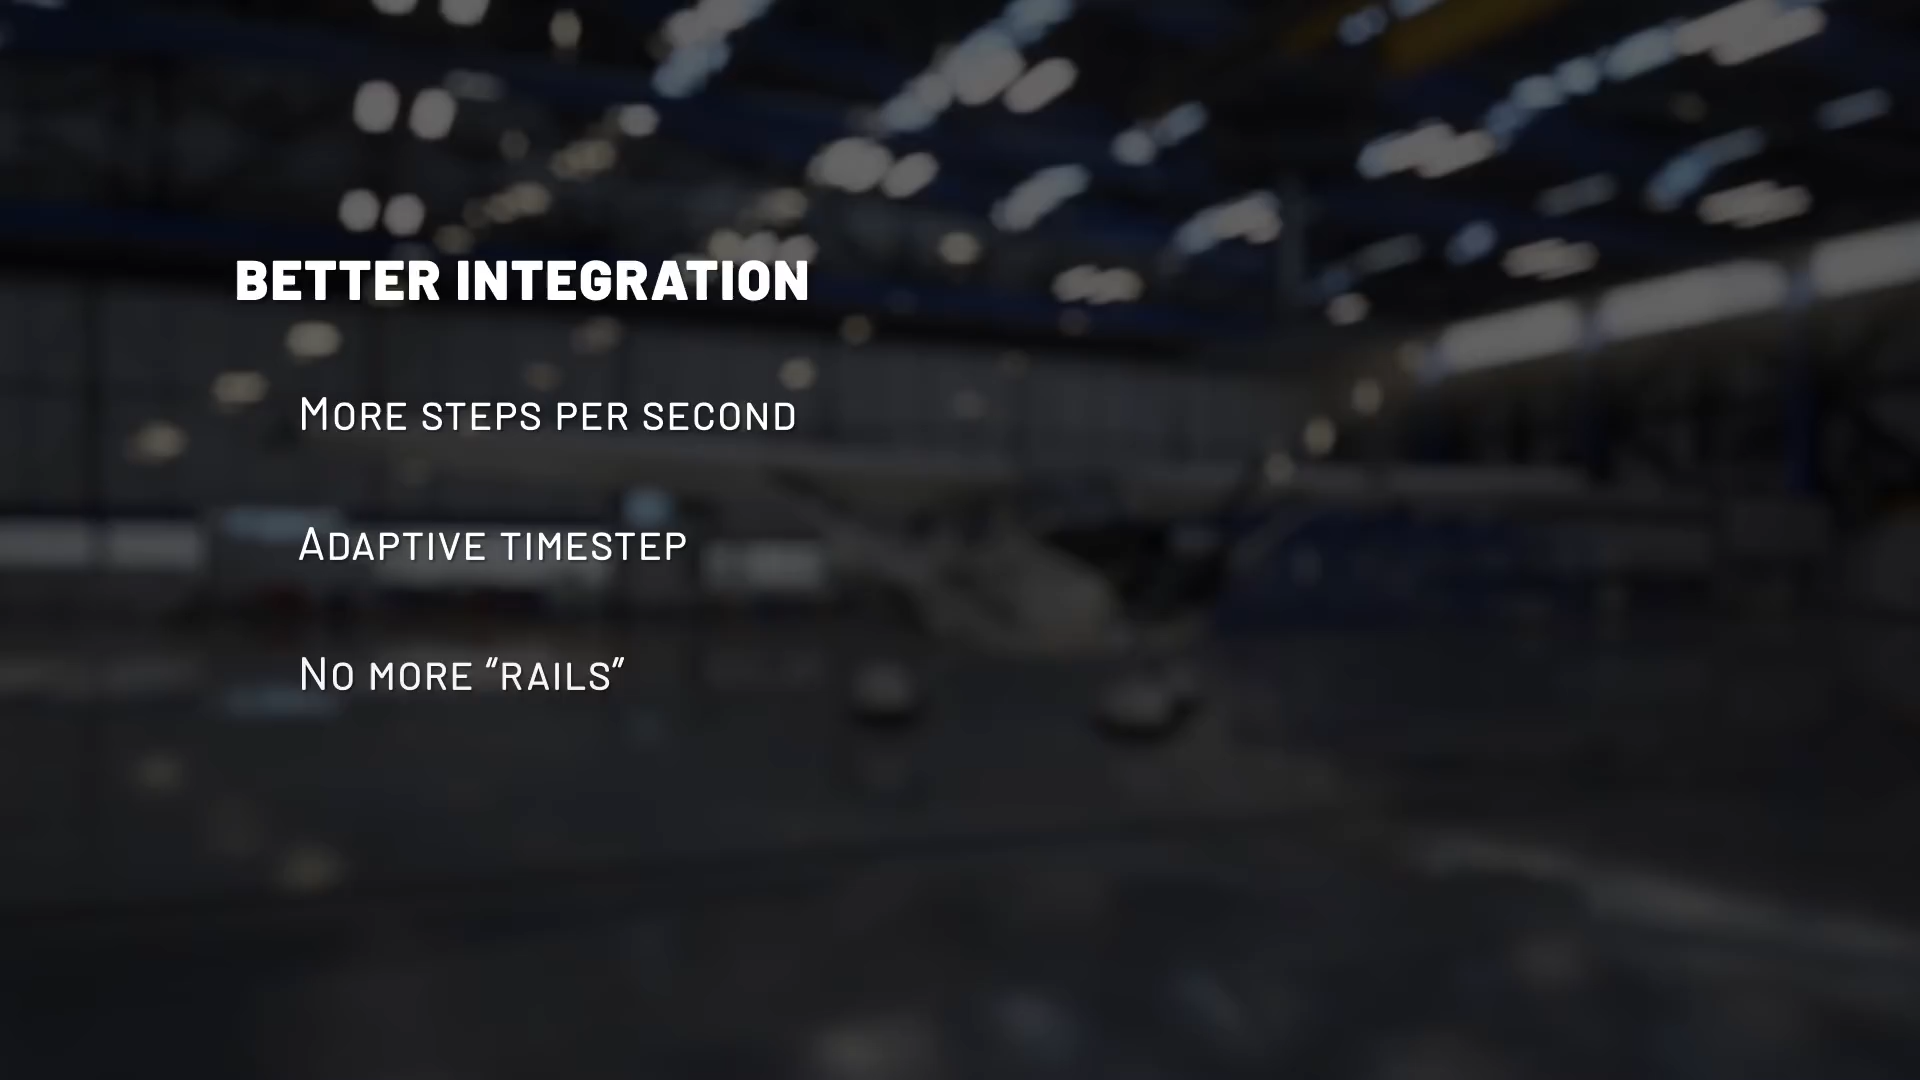 BETTER INTEGRATION
More steps per second
Adaptive timestep
No more “rails”